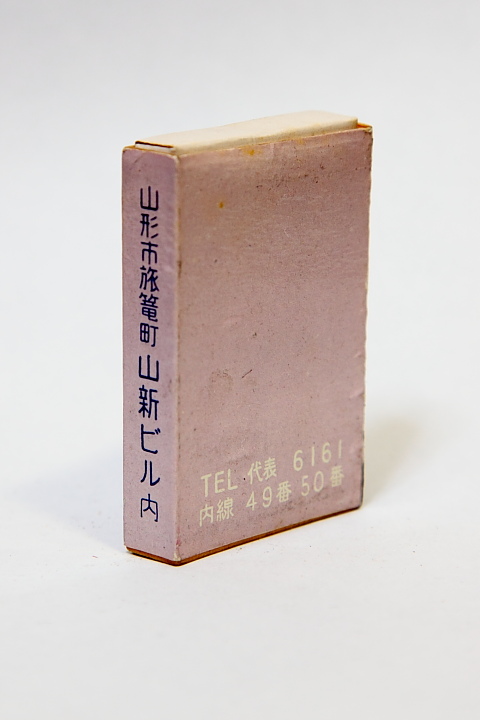 山形市旅篭町山新ビル内
TEL 代表 6161
内線 49番 50番